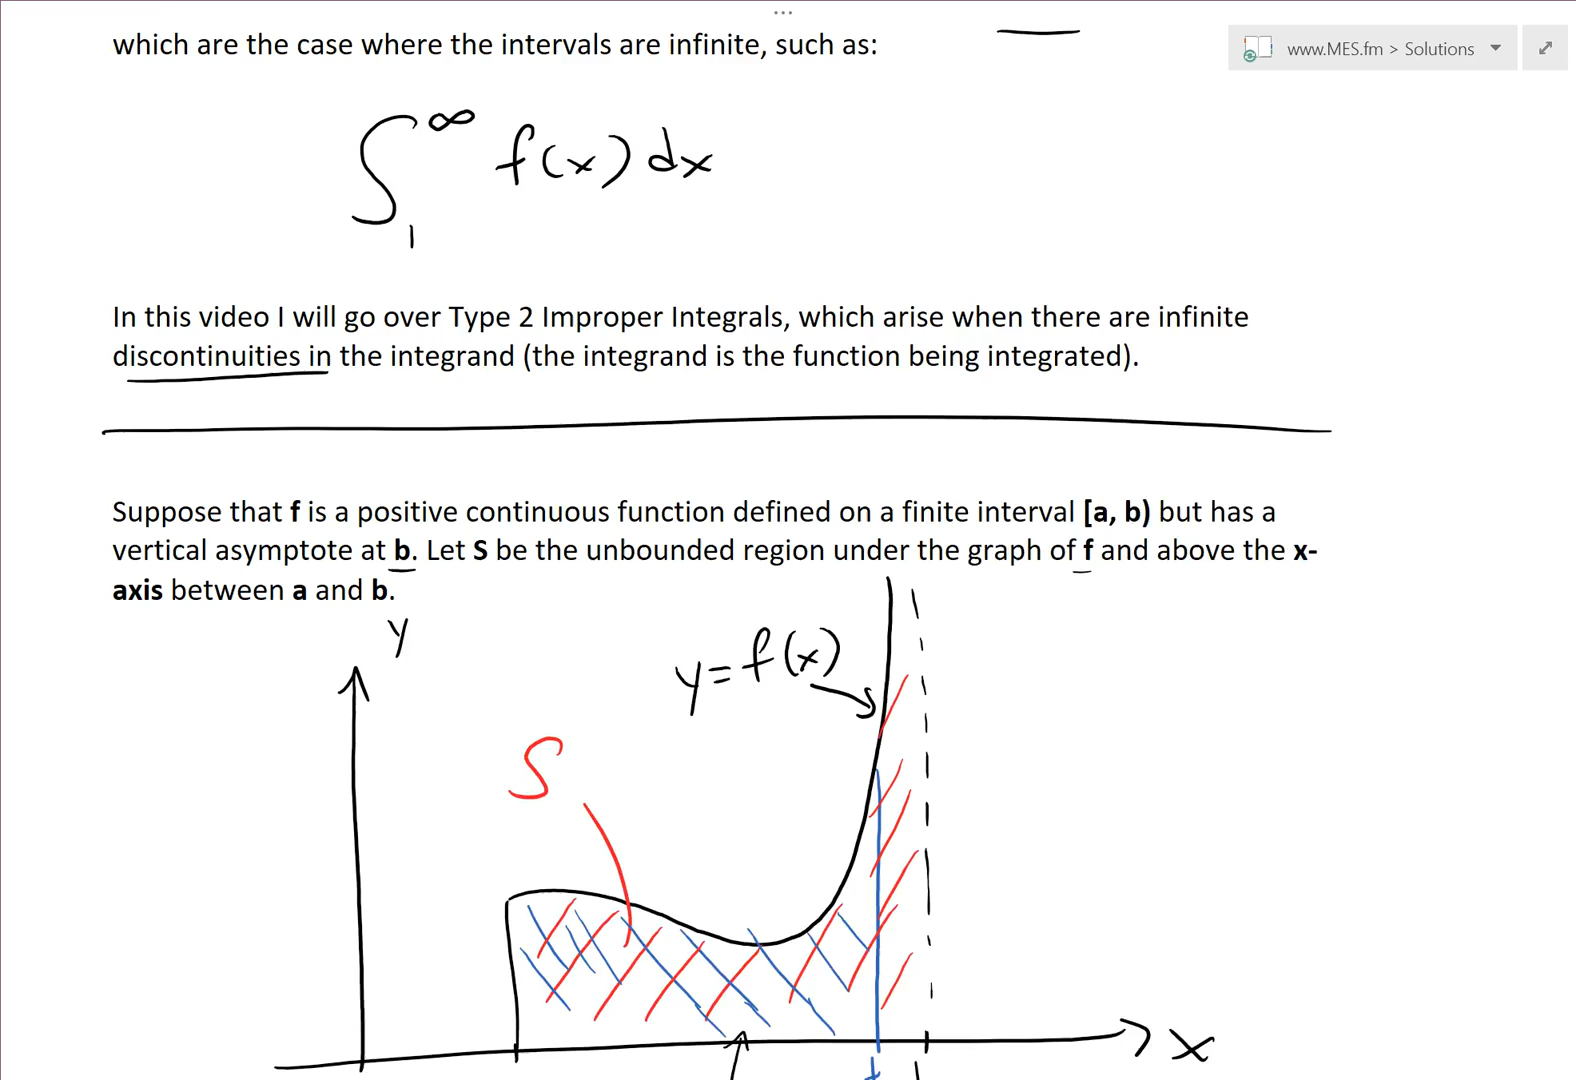 which are the case where the intervals are infinite, such as:
www.MES.fm > Solutions
∫₁^∞ f(x) dx
In this video I will go over Type 2 Improper Integrals, which arise when there are infinite
discontinuities in the integrand (the integrand is the function being integrated).
Suppose that f is a positive continuous function defined on a finite interval [a, b) but has a
vertical asymptote at b. Let S be the unbounded region under the graph of f and above the x-
axis between a and b.
y
y = f(x)
S
x
t